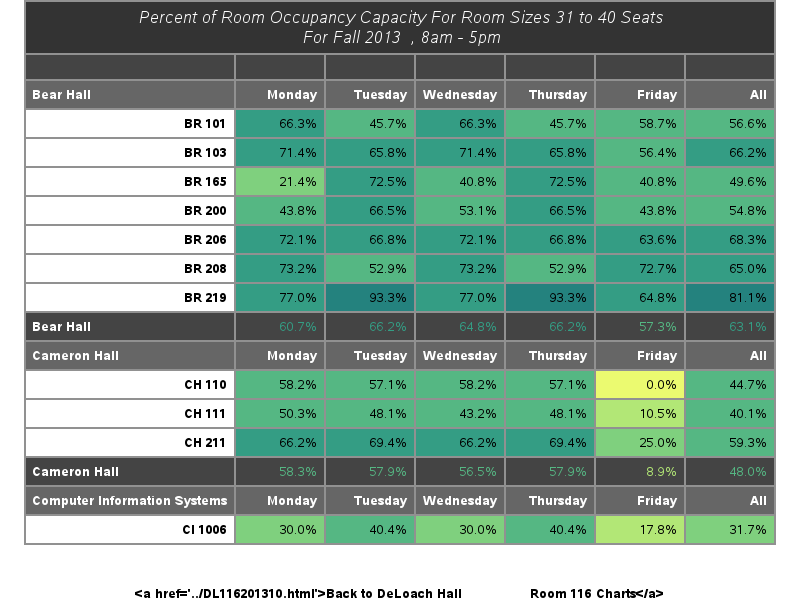 Percent of Room Occupancy Capacity For Room Sizes 31 to 40 Seats
For Fall 2013 , 8am - 5pm
Bear Hall Monday Tuesday Wednesday Thursday Friday All
BR 101 66.3% 45.7% 66.3% 45.7% 58.7% 56.6%
BR 103 71.4% 65.8% 71.4% 65.8% 56.4% 66.2%
BR 165 21.4% 72.5% 40.8% 72.5% 40.8% 49.6%
BR 200 43.8% 66.5% 53.1% 66.5% 43.8% 54.8%
BR 206 72.1% 66.8% 72.1% 66.8% 63.6% 68.3%
BR 208 73.2% 52.9% 73.2% 52.9% 72.7% 65.0%
BR 219 77.0% 93.3% 77.0% 93.3% 64.8% 81.1%
Bear Hall 60.7% 66.2% 64.8% 66.2% 57.3% 63.1%
Cameron Hall Monday Tuesday Wednesday Thursday Friday All
CH 110 58.2% 57.1% 58.2% 57.1% 0.0% 44.7%
CH 111 50.3% 48.1% 43.2% 48.1% 10.5% 40.1%
CH 211 66.2% 69.4% 66.2% 69.4% 25.0% 59.3%
Cameron Hall 58.3% 57.9% 56.5% 57.9% 8.9% 48.0%
Computer Information Systems Monday Tuesday Wednesday Thursday Friday All
CI 1006 30.0% 40.4% 30.0% 40.4% 17.8% 31.7%
<a href='../DL116201310.html'>Back to DeLoach Hall Room 116 Charts</a>